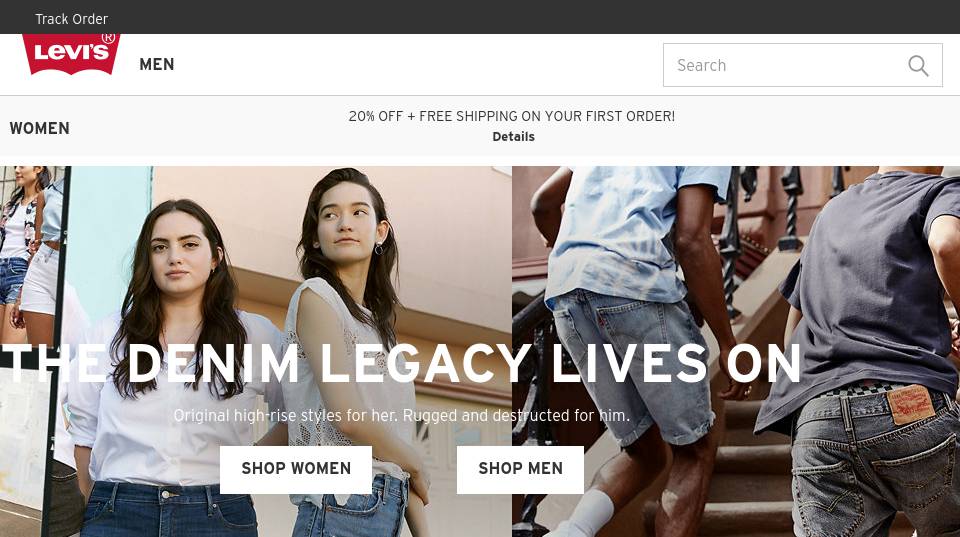 Track Order
LEVI'S®
MEN
Search
WOMEN
20% OFF + FREE SHIPPING ON YOUR FIRST ORDER!
Details
THE DENIM LEGACY LIVES ON
Original high-rise styles for her. Rugged and destructed for him.
SHOP WOMEN
SHOP MEN